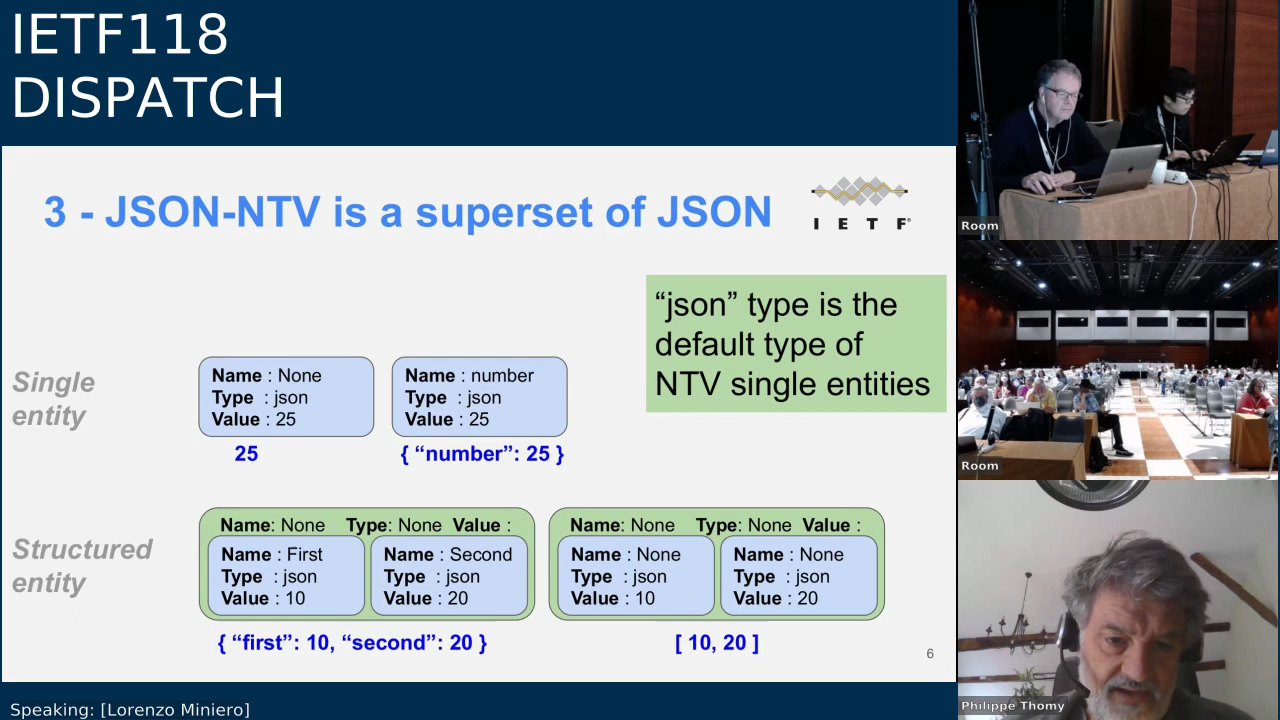 IETF118
DISPATCH
3 - JSON-NTV is a superset of JSON
I E T F®
“json” type is the
default type of
NTV single entities
Single
entity
Name : None
Type : json
Value : 25
25
Name : number
Type : json
Value : 25
{ “number”: 25 }
Structured
entity
Name: None Type: None Value :
Name : First
Type : json
Value : 10
Name : Second
Type : json
Value : 20
{ “first”: 10, “second”: 20 }
Name: None Type: None Value :
Name : None
Type : json
Value : 10
Name : None
Type : json
Value : 20
[ 10, 20 ]
6
Speaking: [Lorenzo Miniero]
Room
Room
Philippe Thomy